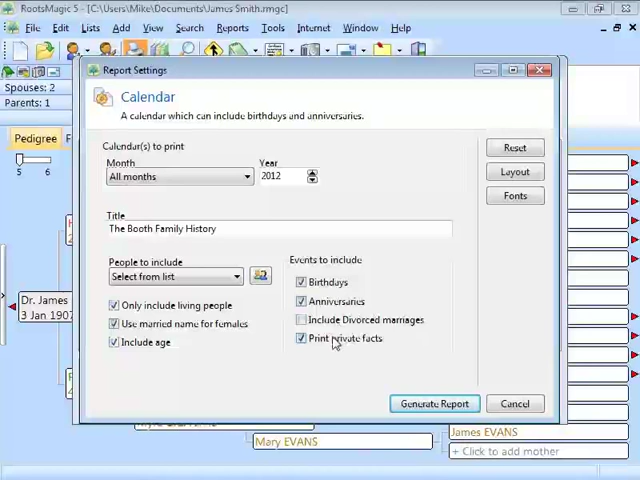 RootsMagic 5 - [C:\Users\Mike\Documents\James Smith.rmgc]
File Edit Lists Add View Search Reports Tools Internet Window Help
Spouses: 2
Parents: 1
Pedigree F
5 6
Dr. James
3 Jan 1907
Report Settings
Calendar
A calendar which can include birthdays and anniversaries.
Calendar(s) to print
Month Year
All months 2012
Title
The Booth Family History
People to include
Select from list
Only include living people
Use married name for females
Include age
Events to include
Birthdays
Anniversaries
Include Divorced marriages
Print private facts
Reset
Layout
Fonts
Generate Report Cancel
Mary EVANS
James EVANS
+ Click to add mother